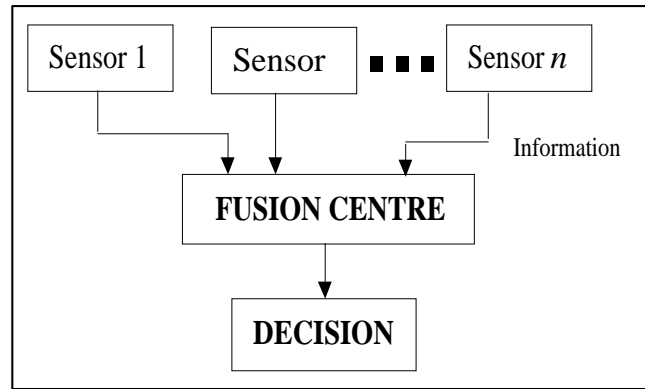 Sensor 1
Sensor
Sensor n
Information
FUSION CENTRE
DECISION